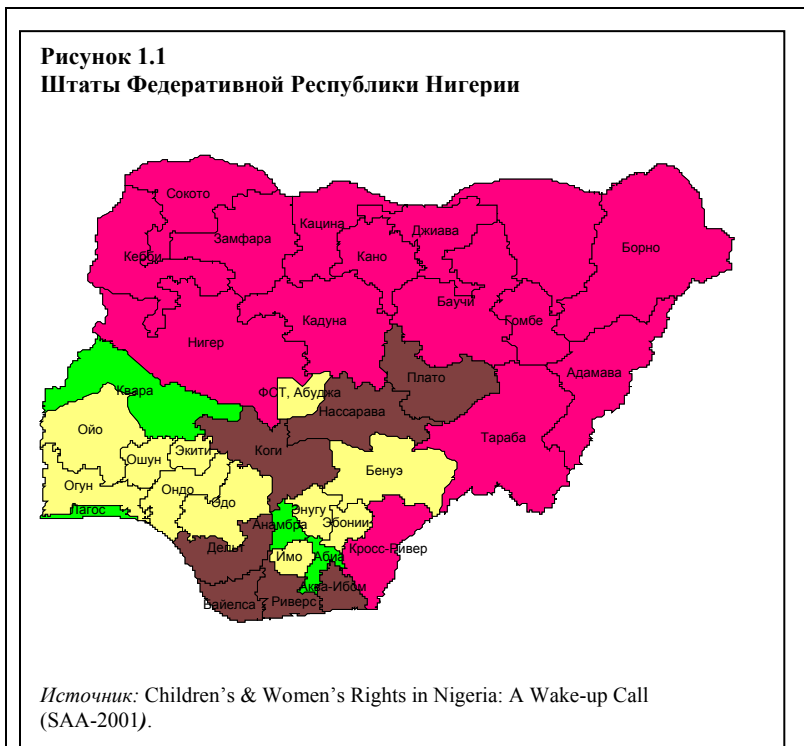 Рисунок 1.1
Штаты Федеративной Республики Нигерии
Сокото
Кацина
Джиава
Замфара
Борно
Кебби
Кано
Баучи
Гомбе
Кадуна
Нигер
Адамава
Плато
Квара
ФСТ, Абуджа
Нассарава
Тараба
Ойо
Экити
Коги
Ошун
Бенуэ
Огун
Ондо
Эдо
Энугу
Лагос
Анамбра
Эбонии
Дельт
Имо
Абиа
Кросс-Ривер
Аква-Ибом
Байелса
Риверс
Источник: Children’s & Women’s Rights in Nigeria: A Wake-up Call
(SAA-2001).